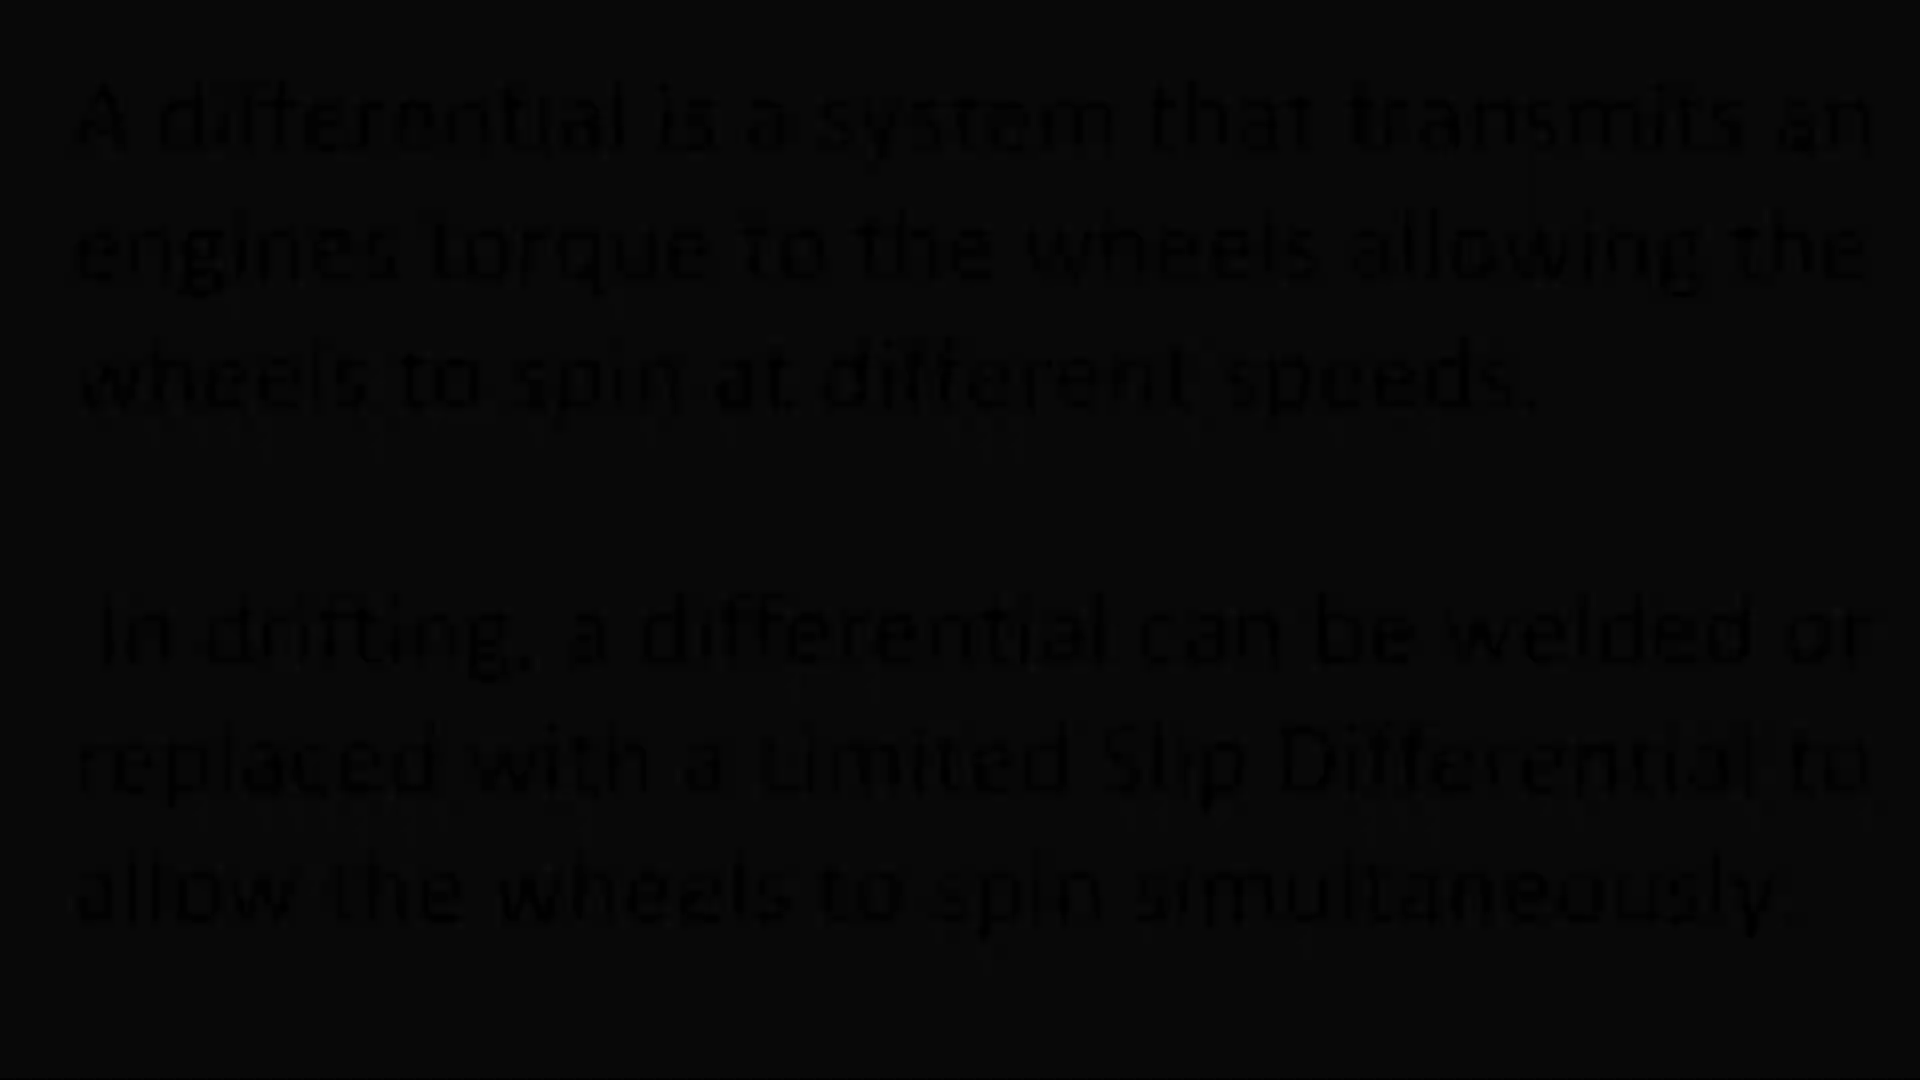 A differential is a system that transmits an
engines torque to the wheels allowing the
wheels to spin at different speeds.
In drifting, a differential can be welded or
replaced with a Limited Slip Differential to
allow the wheels to spin simultaneously.